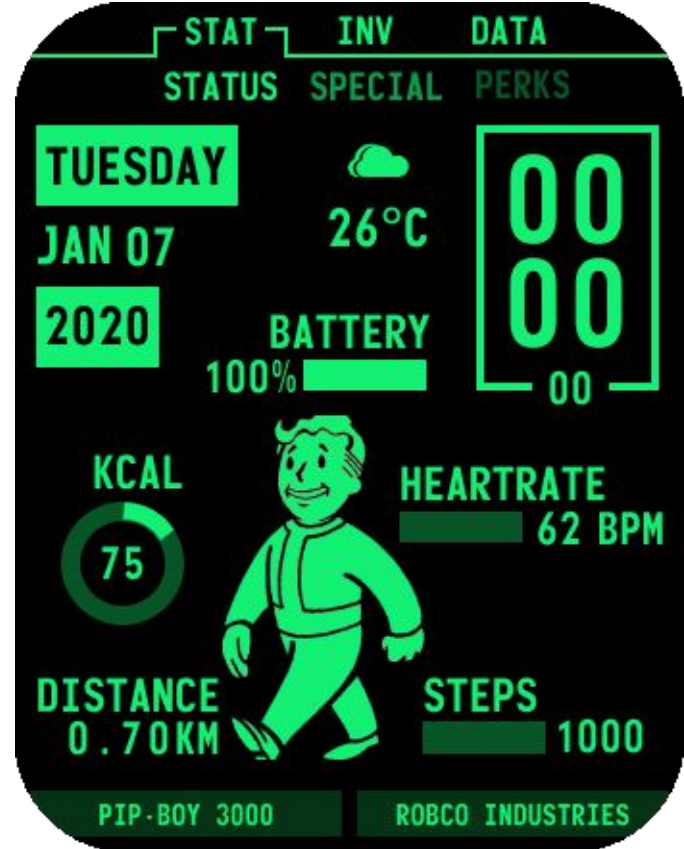 STAT INV DATA
STATUS SPECIAL PERKS
TUESDAY
JAN 07
2020
26°C
00
00
00
BATTERY
100%
KCAL
75
HEARTRATE
62 BPM
DISTANCE
0.70KM
STEPS
1000
PIP-BOY 3000
ROBCO INDUSTRIES